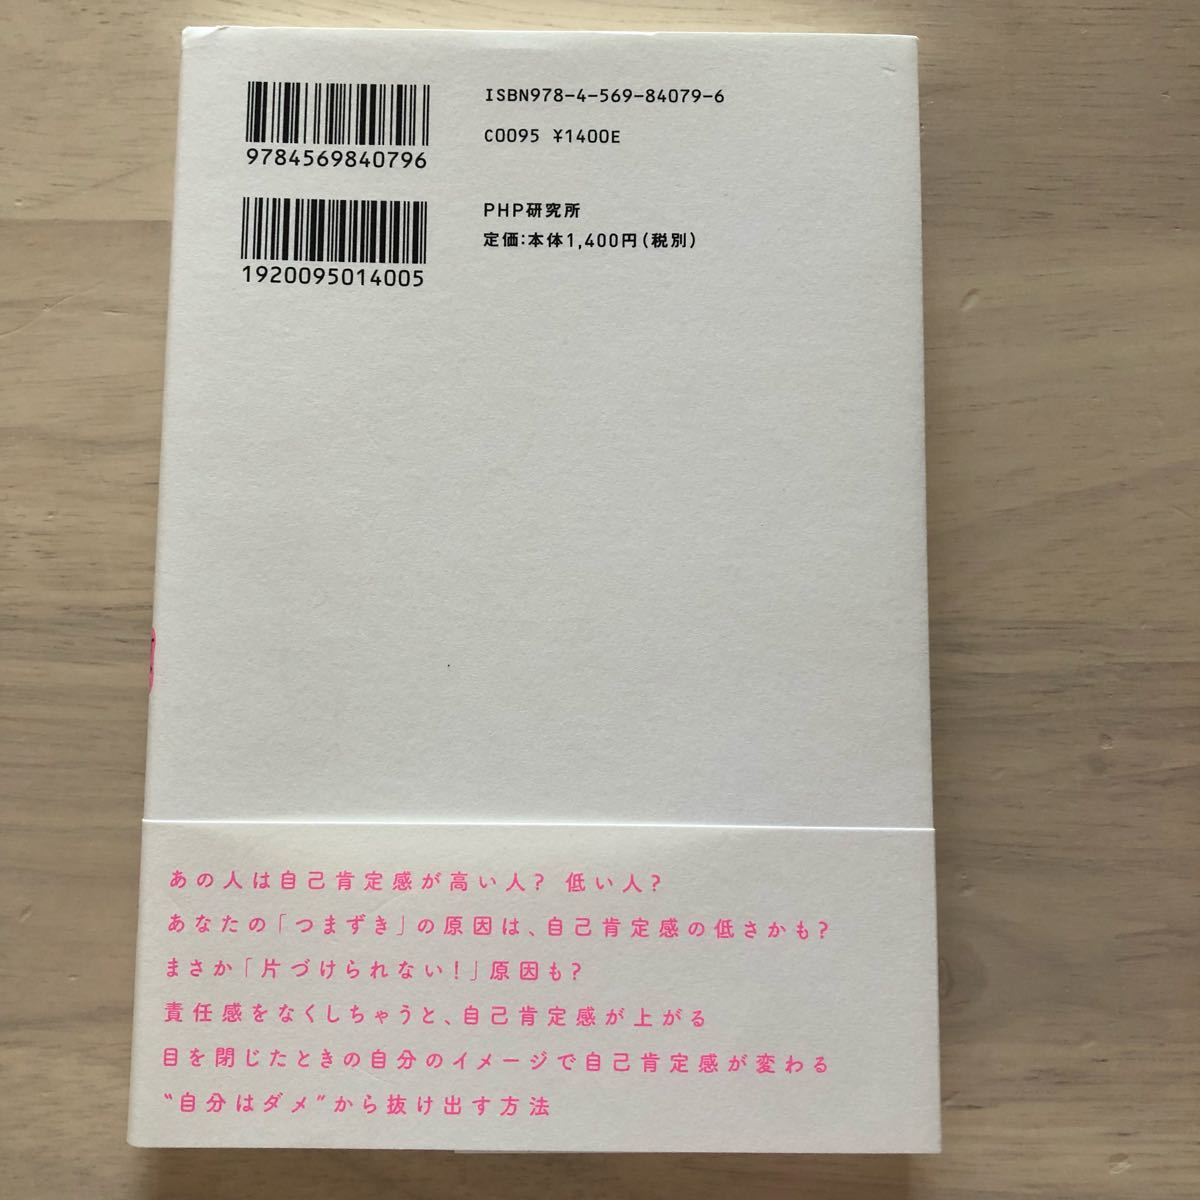 ISBN978-4-569-84079-6
C0095 ¥1400E
9784569840796
PHP研究所
定価:本体1,400円(税別)
1920095014005
あの人は自己肯定感が高い人? 低い人?
あなたの「つまずき」の原因は、自己肯定感の低さかも?
まさか「片づけられない!」原因も?
責任感をなくしちゃうと、自己肯定感が上がる
目を閉じたときの自分のイメージで自己肯定感が変わる
“自分はダメ”から抜け出す方法